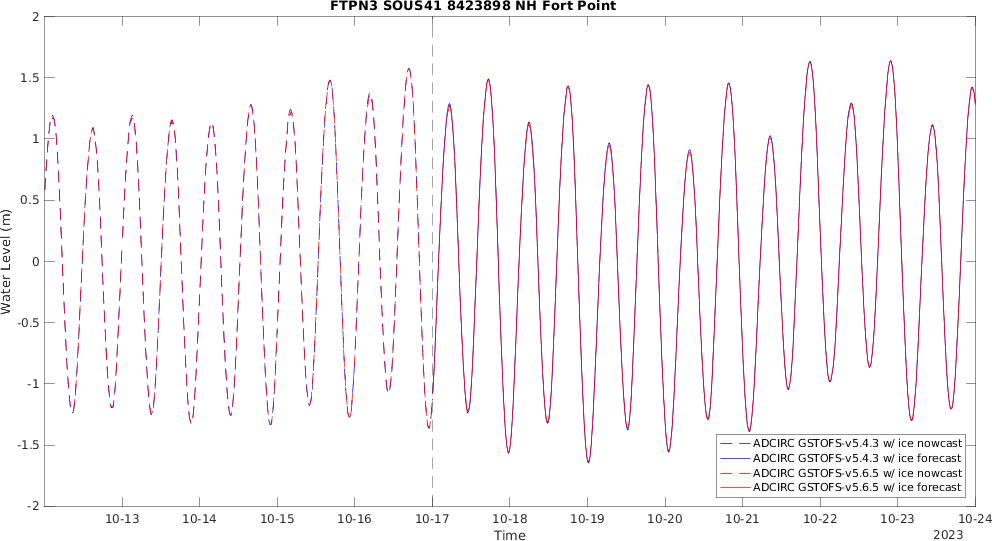 FTPN3 SOUS41 8423898 NH Fort Point
2
1.5
1
0.5
0
-0.5
-1
-1.5
-2
Water Level (m)
ADCIRC GSTOFS-v5.4.3 w/ ice nowcast
ADCIRC GSTOFS-v5.4.3 w/ ice forecast
ADCIRC GSTOFS-v5.6.5 w/ ice nowcast
ADCIRC GSTOFS-v5.6.5 w/ ice forecast
10-13 10-14 10-15 10-16 10-17 10-18 10-19 10-20 10-21 10-22 10-23 10-24
Time
2023